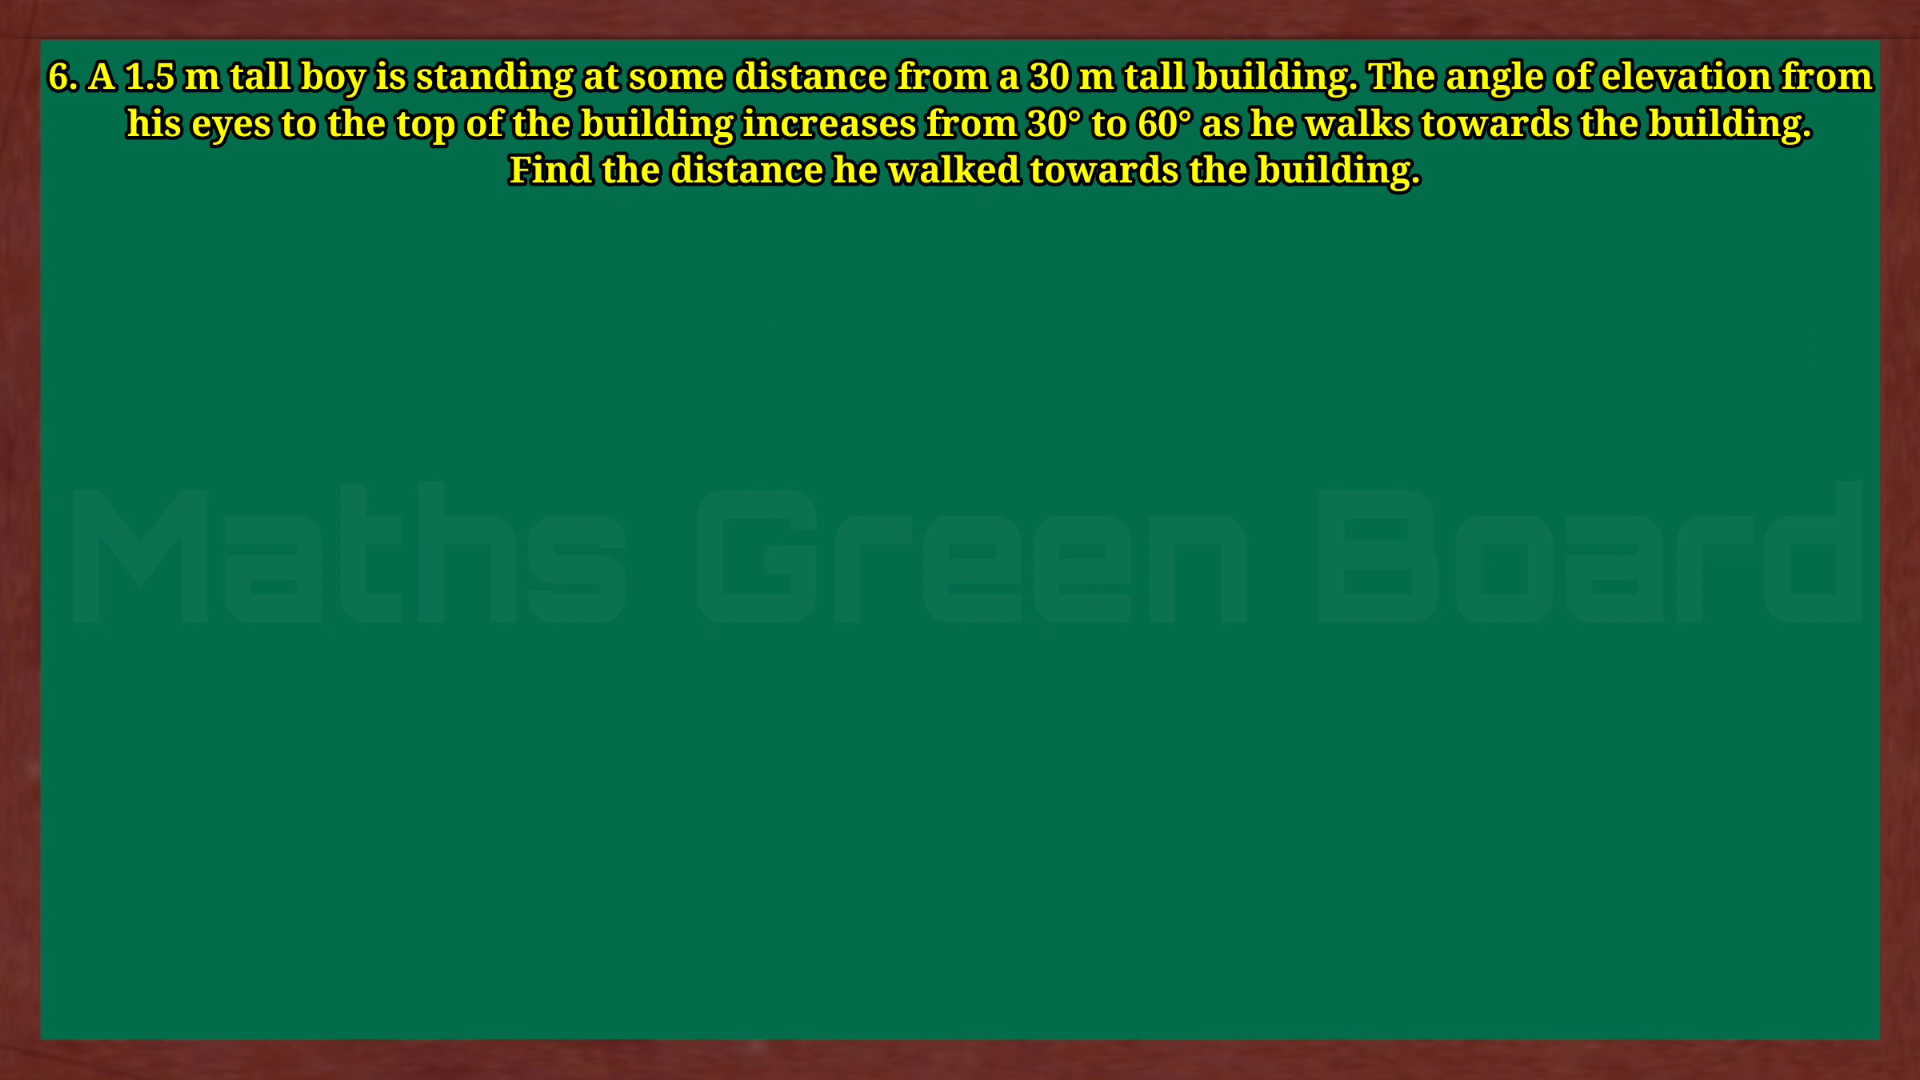 6. A 1.5 m tall boy is standing at some distance from a 30 m tall building. The angle of elevation from
his eyes to the top of the building increases from 30° to 60° as he walks towards the building.
Find the distance he walked towards the building.
Maths Green Board